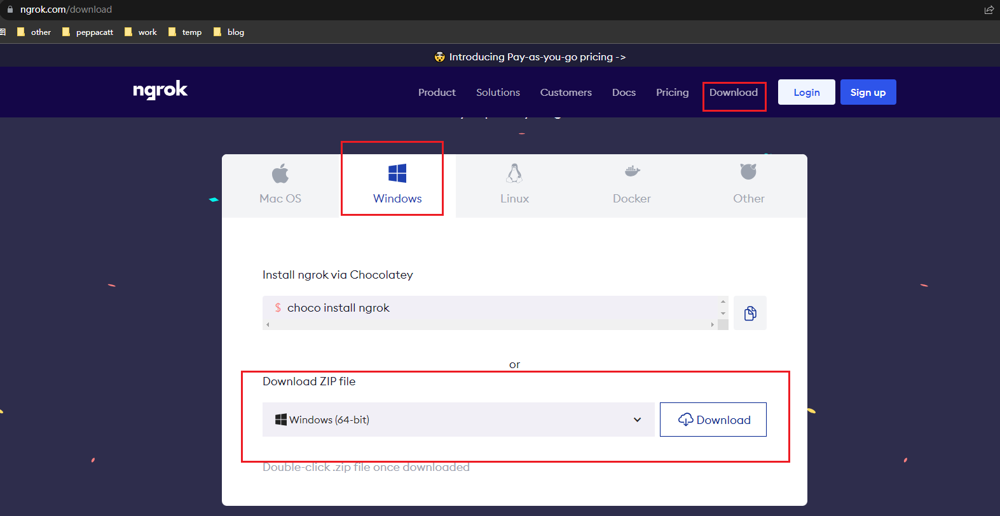 ngrok.com/download
图 other peppacatt work temp blog
🤯 Introducing Pay-as-you-go pricing ->
ngrok Product Solutions Customers Docs Pricing Download Login Sign up
Mac OS Windows Linux Docker Other
Install ngrok via Chocolatey
$ choco install ngrok
or
Download ZIP file
Windows (64-bit) Download
Double-click .zip file once downloaded